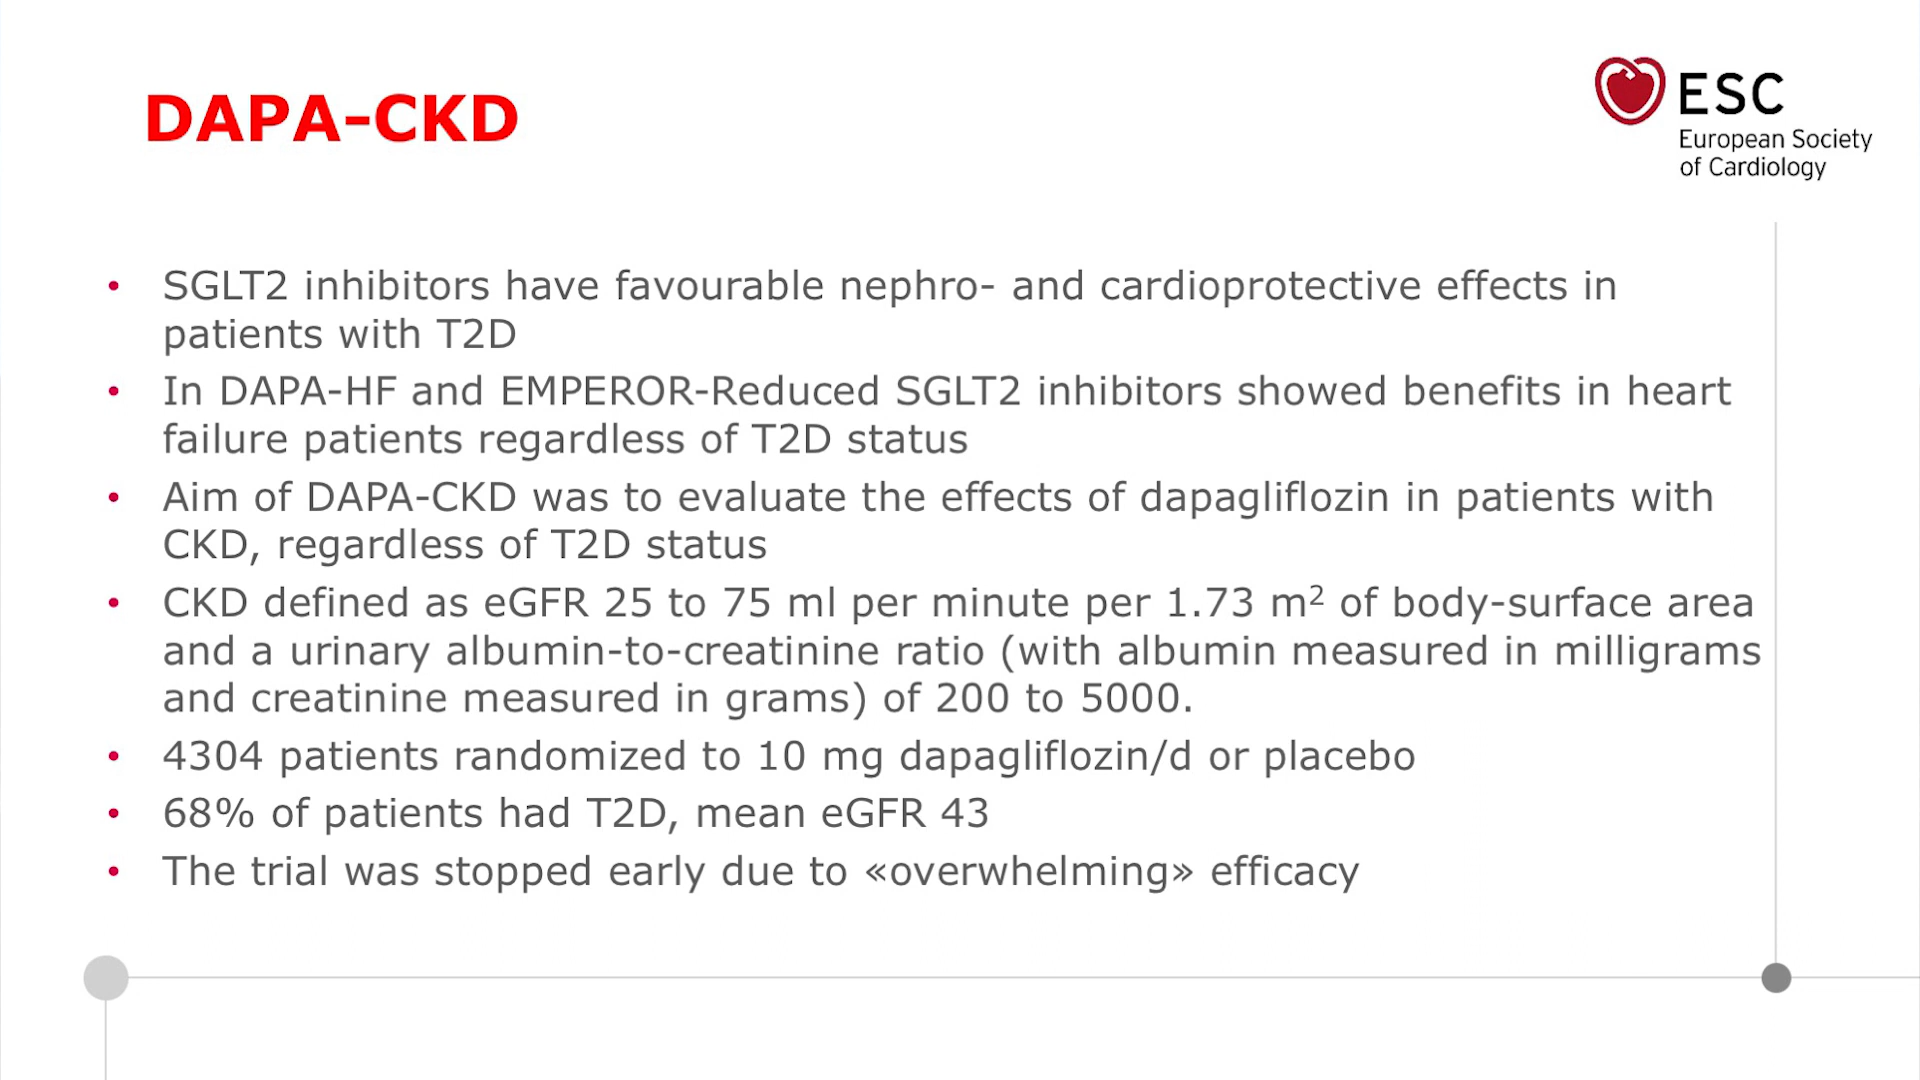 DAPA-CKD
ESC
European Society
of Cardiology
• SGLT2 inhibitors have favourable nephro- and cardioprotective effects in
patients with T2D
• In DAPA-HF and EMPEROR-Reduced SGLT2 inhibitors showed benefits in heart
failure patients regardless of T2D status
• Aim of DAPA-CKD was to evaluate the effects of dapagliflozin in patients with
CKD, regardless of T2D status
• CKD defined as eGFR 25 to 75 ml per minute per 1.73 m² of body-surface area
and a urinary albumin-to-creatinine ratio (with albumin measured in milligrams
and creatinine measured in grams) of 200 to 5000.
• 4304 patients randomized to 10 mg dapagliflozin/d or placebo
• 68% of patients had T2D, mean eGFR 43
• The trial was stopped early due to «overwhelming» efficacy